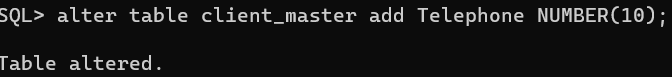 SQL> alter table client_master add Telephone NUMBER(10);
Table altered.